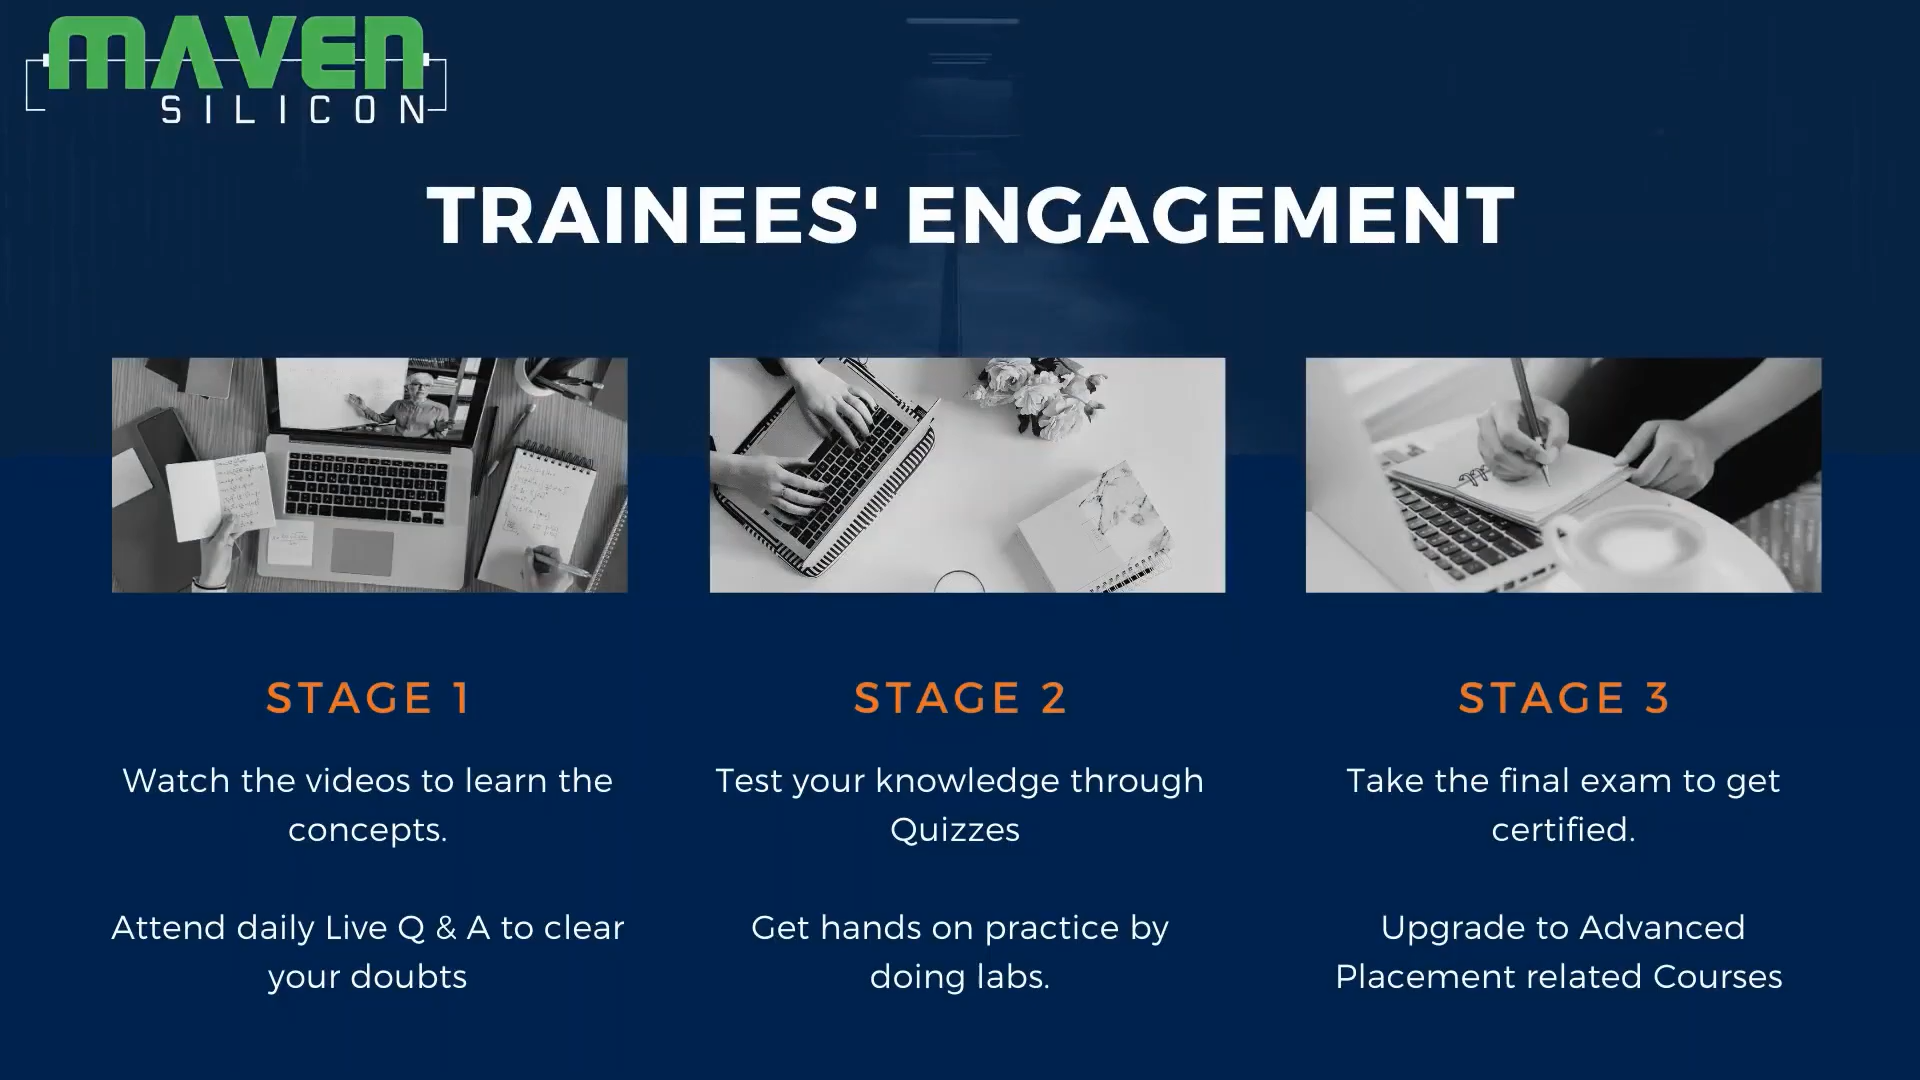 MAVEN
SILICON
TRAINEES' ENGAGEMENT
STAGE 1
Watch the videos to learn the
concepts.
Attend daily Live Q & A to clear
your doubts
STAGE 2
Test your knowledge through
Quizzes
Get hands on practice by
doing labs.
STAGE 3
Take the final exam to get
certified.
Upgrade to Advanced
Placement related Courses